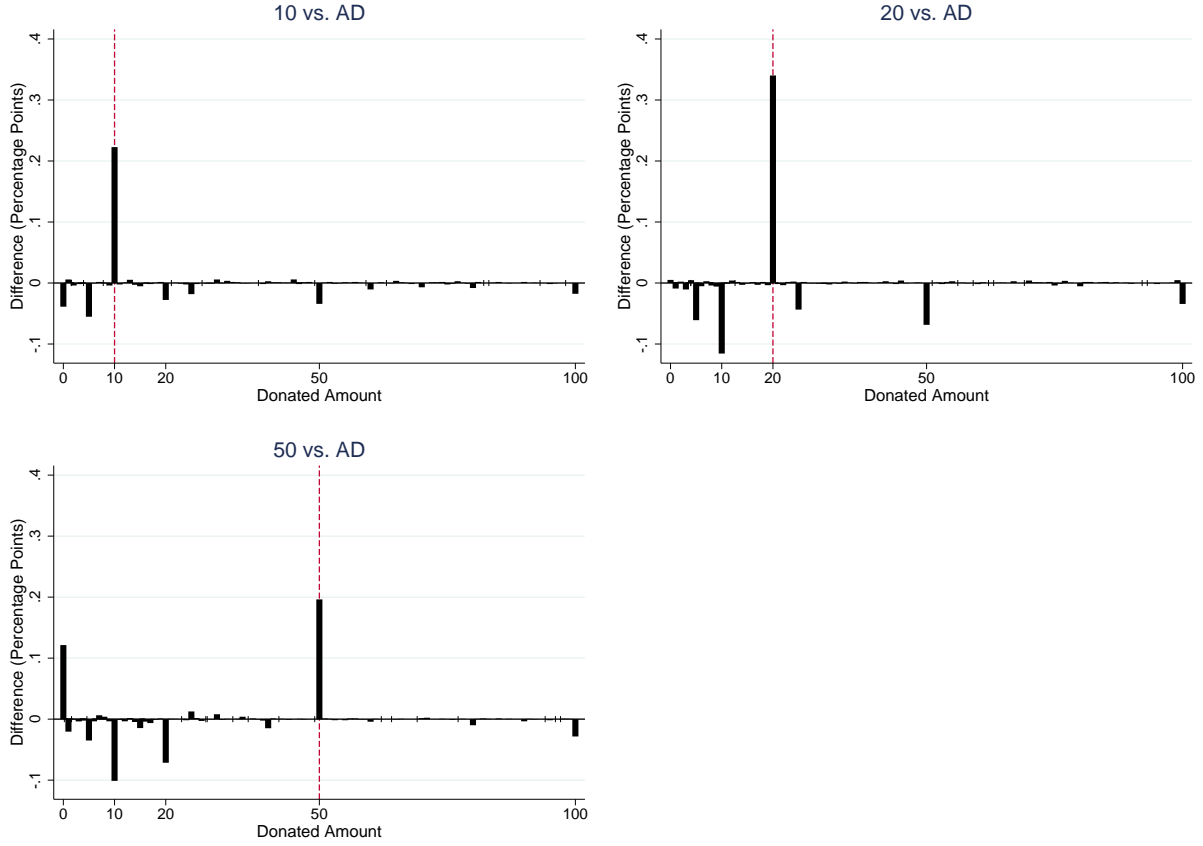 10 vs. AD
Difference (Percentage Points)
.4
.3
.2
.1
0
-.1
0 10 20 50 100
Donated Amount
20 vs. AD
Difference (Percentage Points)
.4
.3
.2
.1
0
-.1
0 10 20 50 100
Donated Amount
50 vs. AD
Difference (Percentage Points)
.4
.3
.2
.1
0
-.1
0 10 20 50 100
Donated Amount